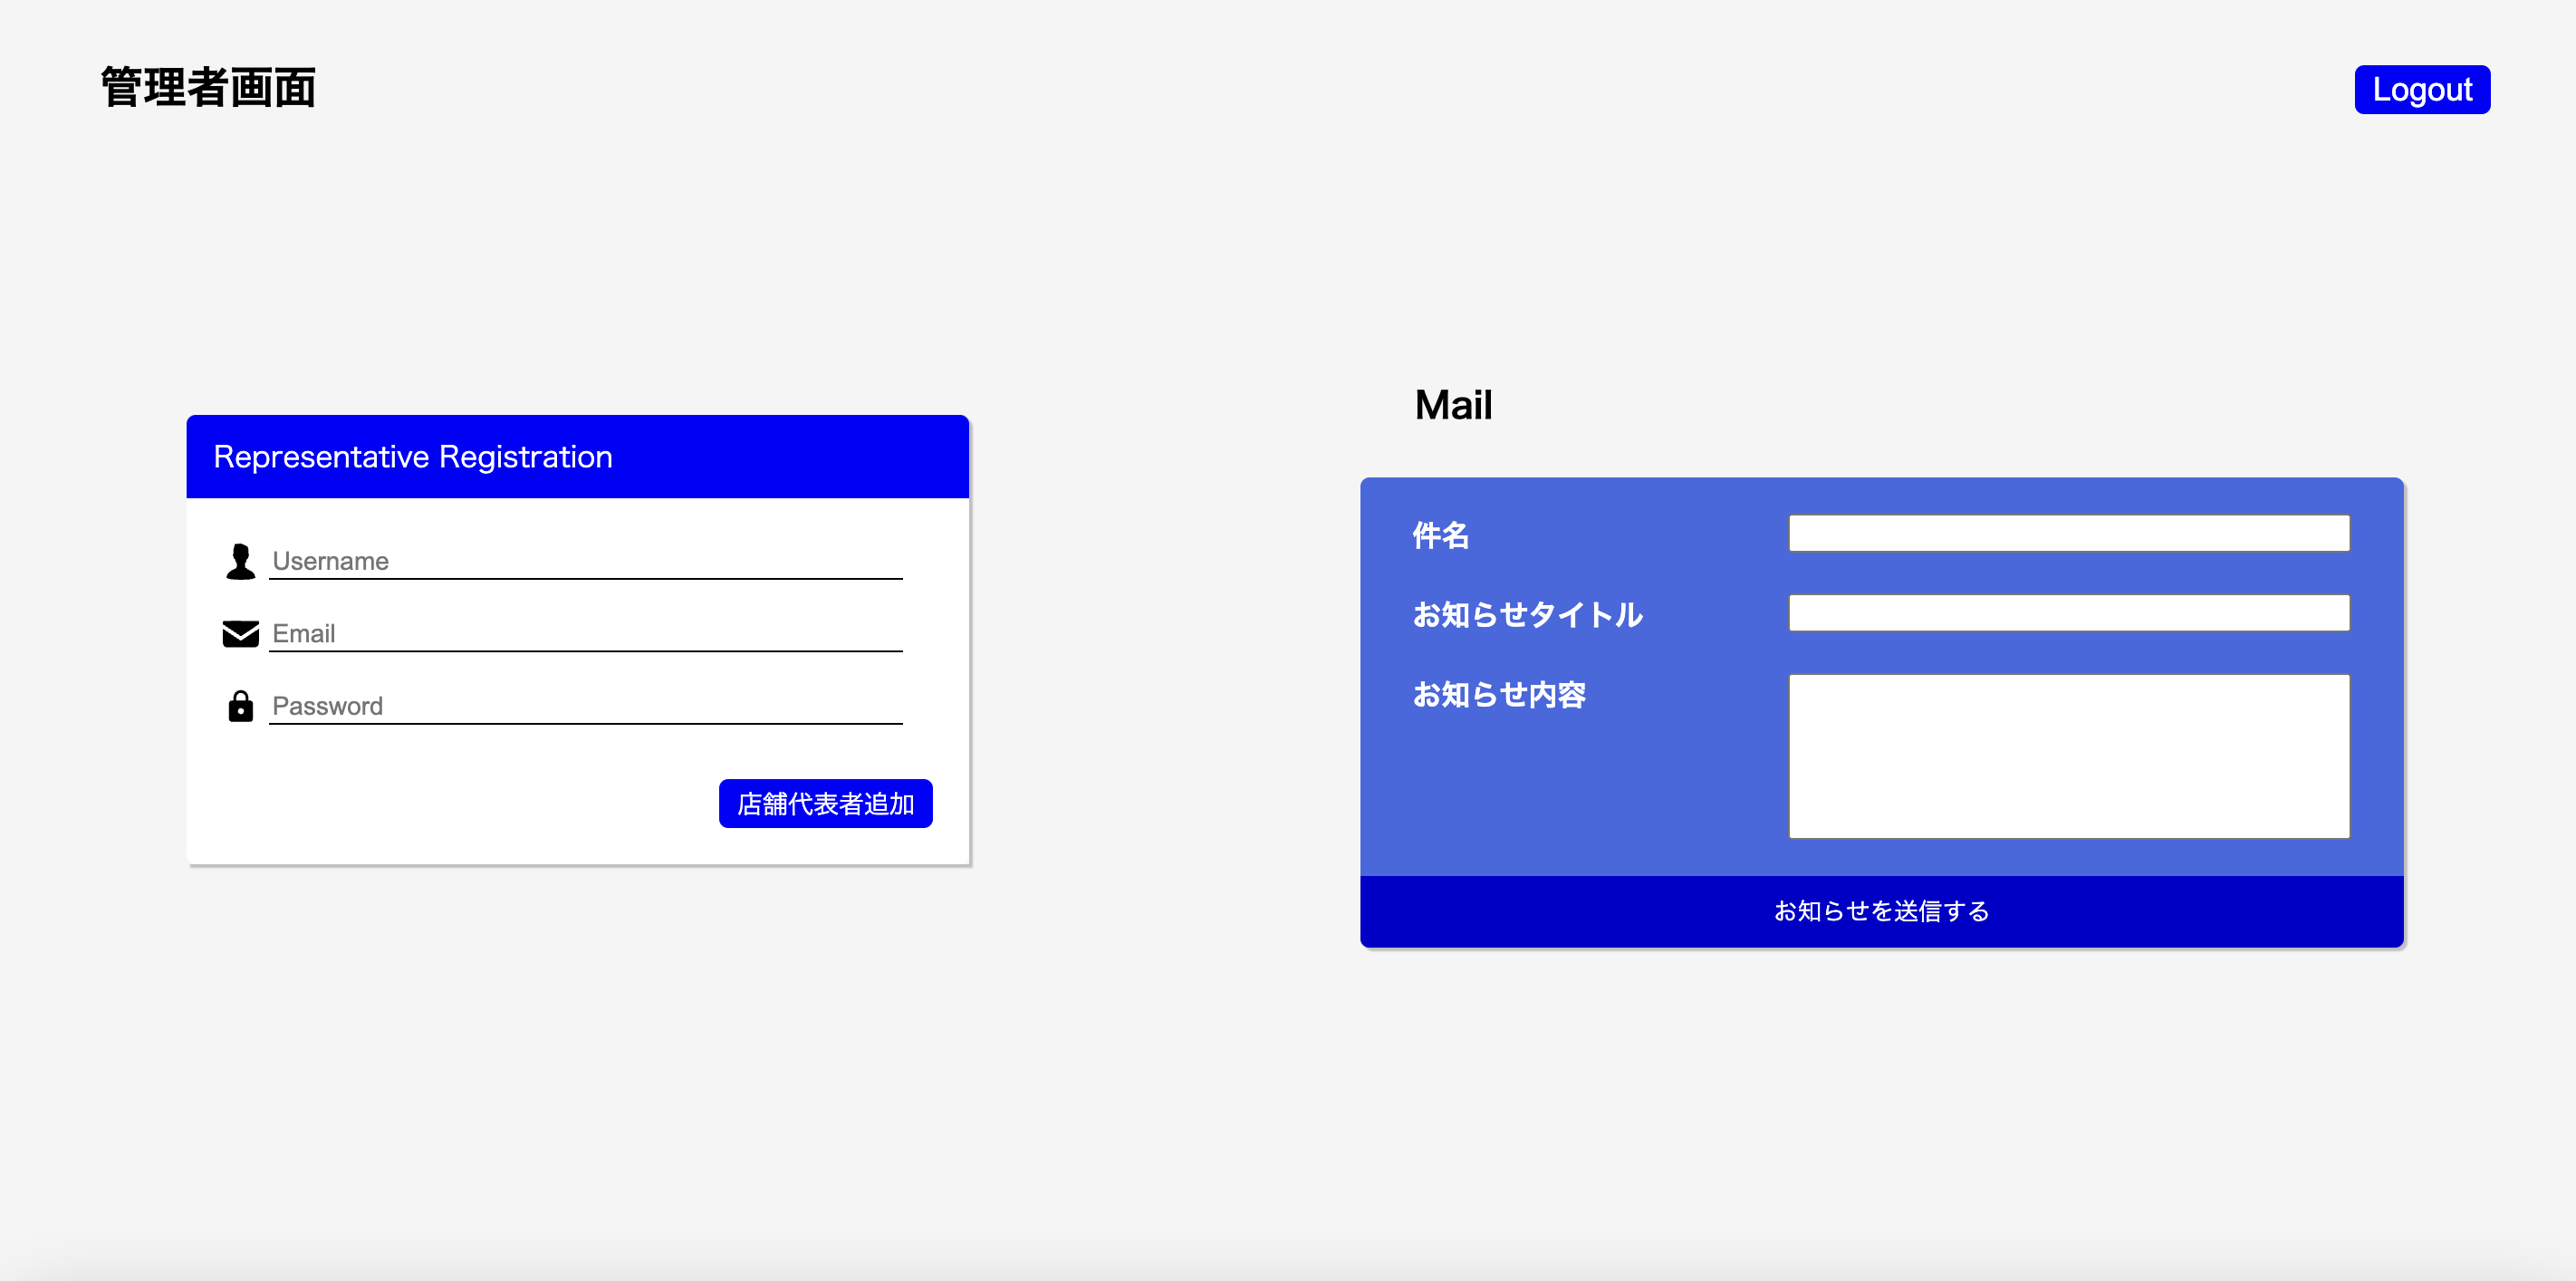 管理者画面
Logout
Representative Registration
Username
Email
Password
店舗代表者追加
Mail
件名
お知らせタイトル
お知らせ内容
お知らせを送信する